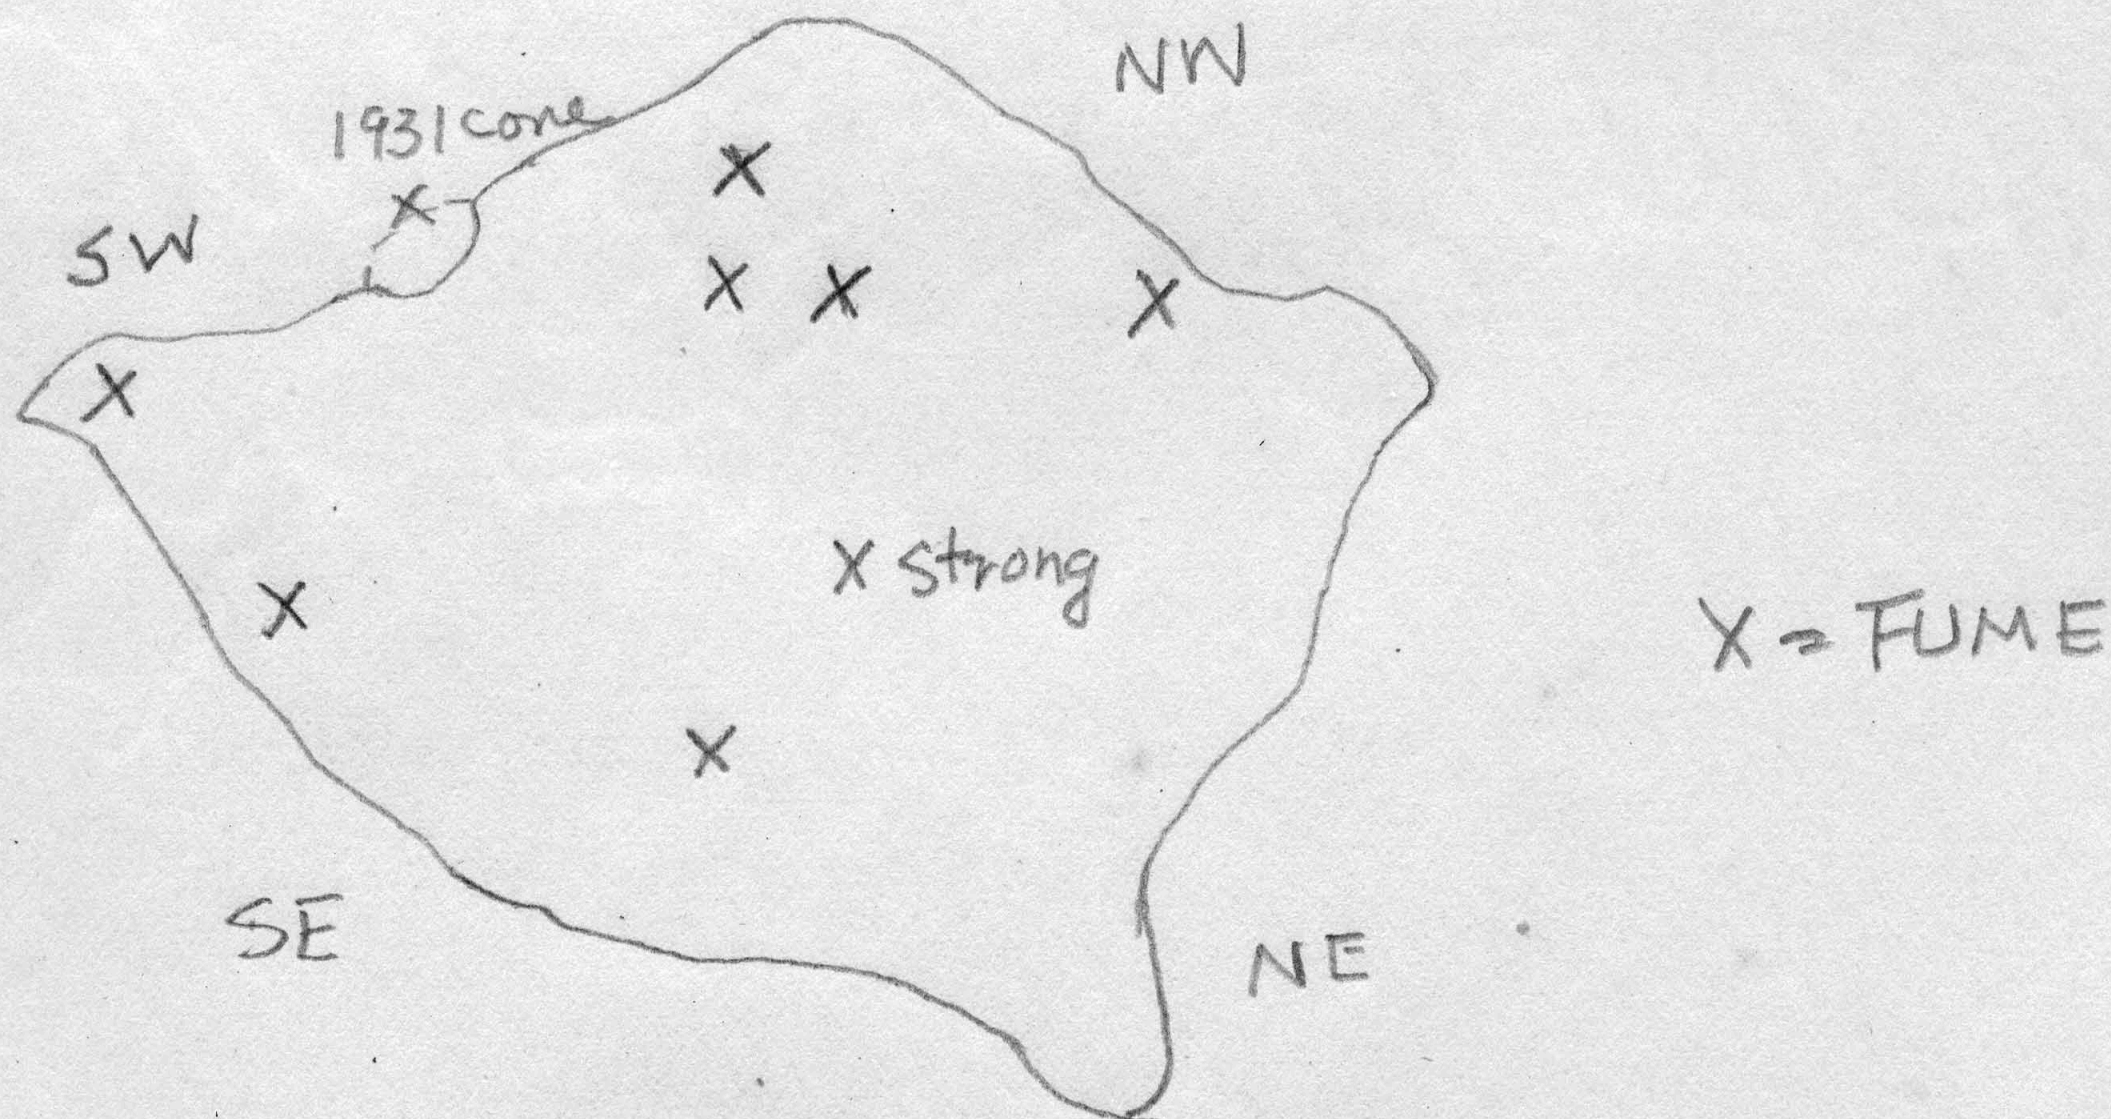 NW
1931 cone
X
X
SW
X X X
X
X strong
X
X = FUME
X
SE
NE